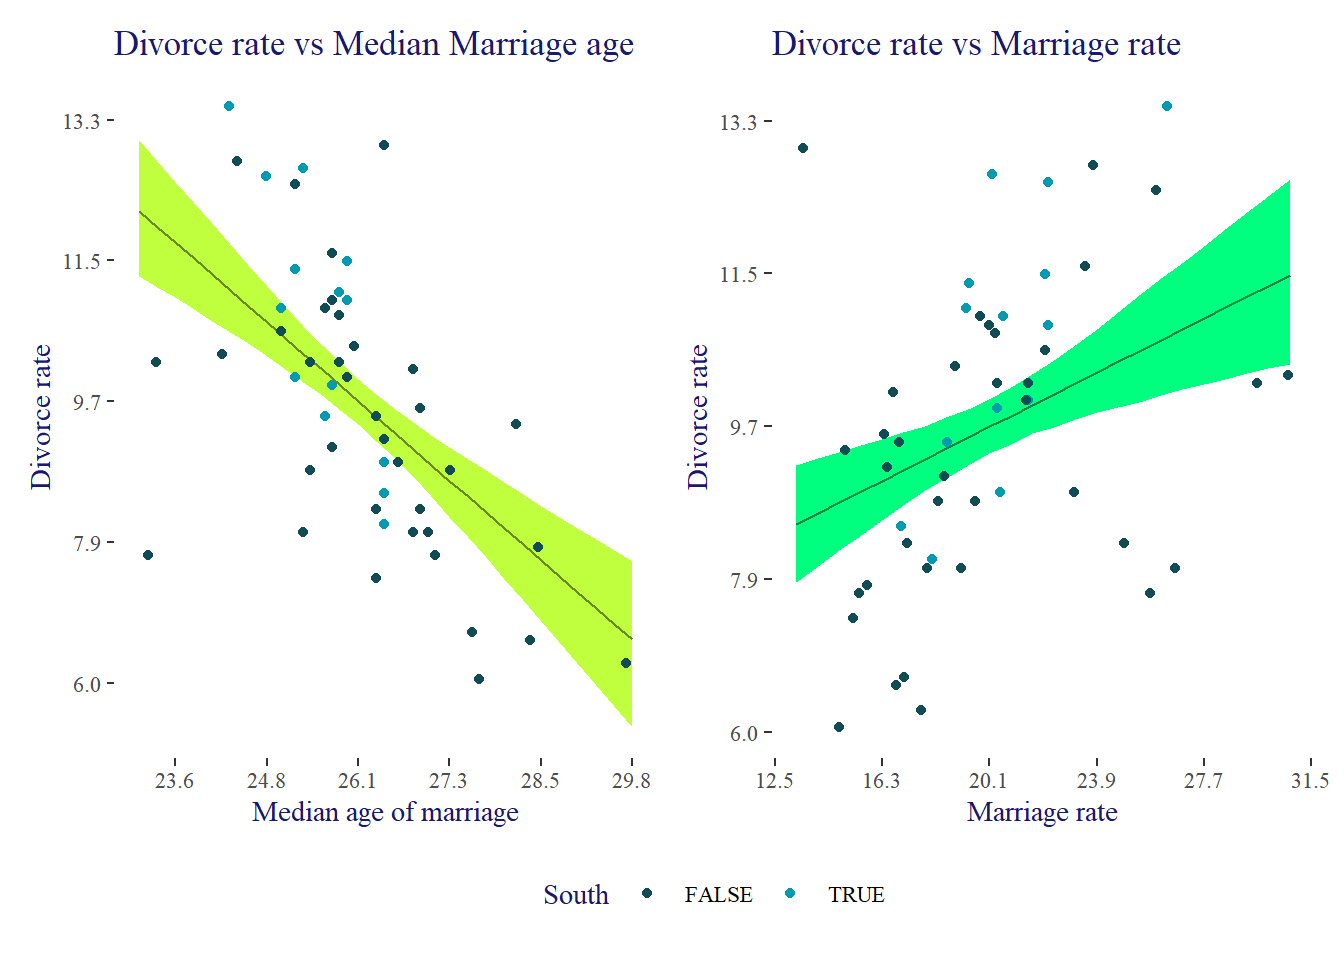 Divorce rate vs Median Marriage age
Divorce rate vs Marriage rate
Divorce rate
13.3
11.5
9.7
7.9
6.0
23.6 24.8 26.1 27.3 28.5 29.8
Median age of marriage
Divorce rate
13.3
11.5
9.7
7.9
6.0
12.5 16.3 20.1 23.9 27.7 31.5
Marriage rate
South FALSE TRUE